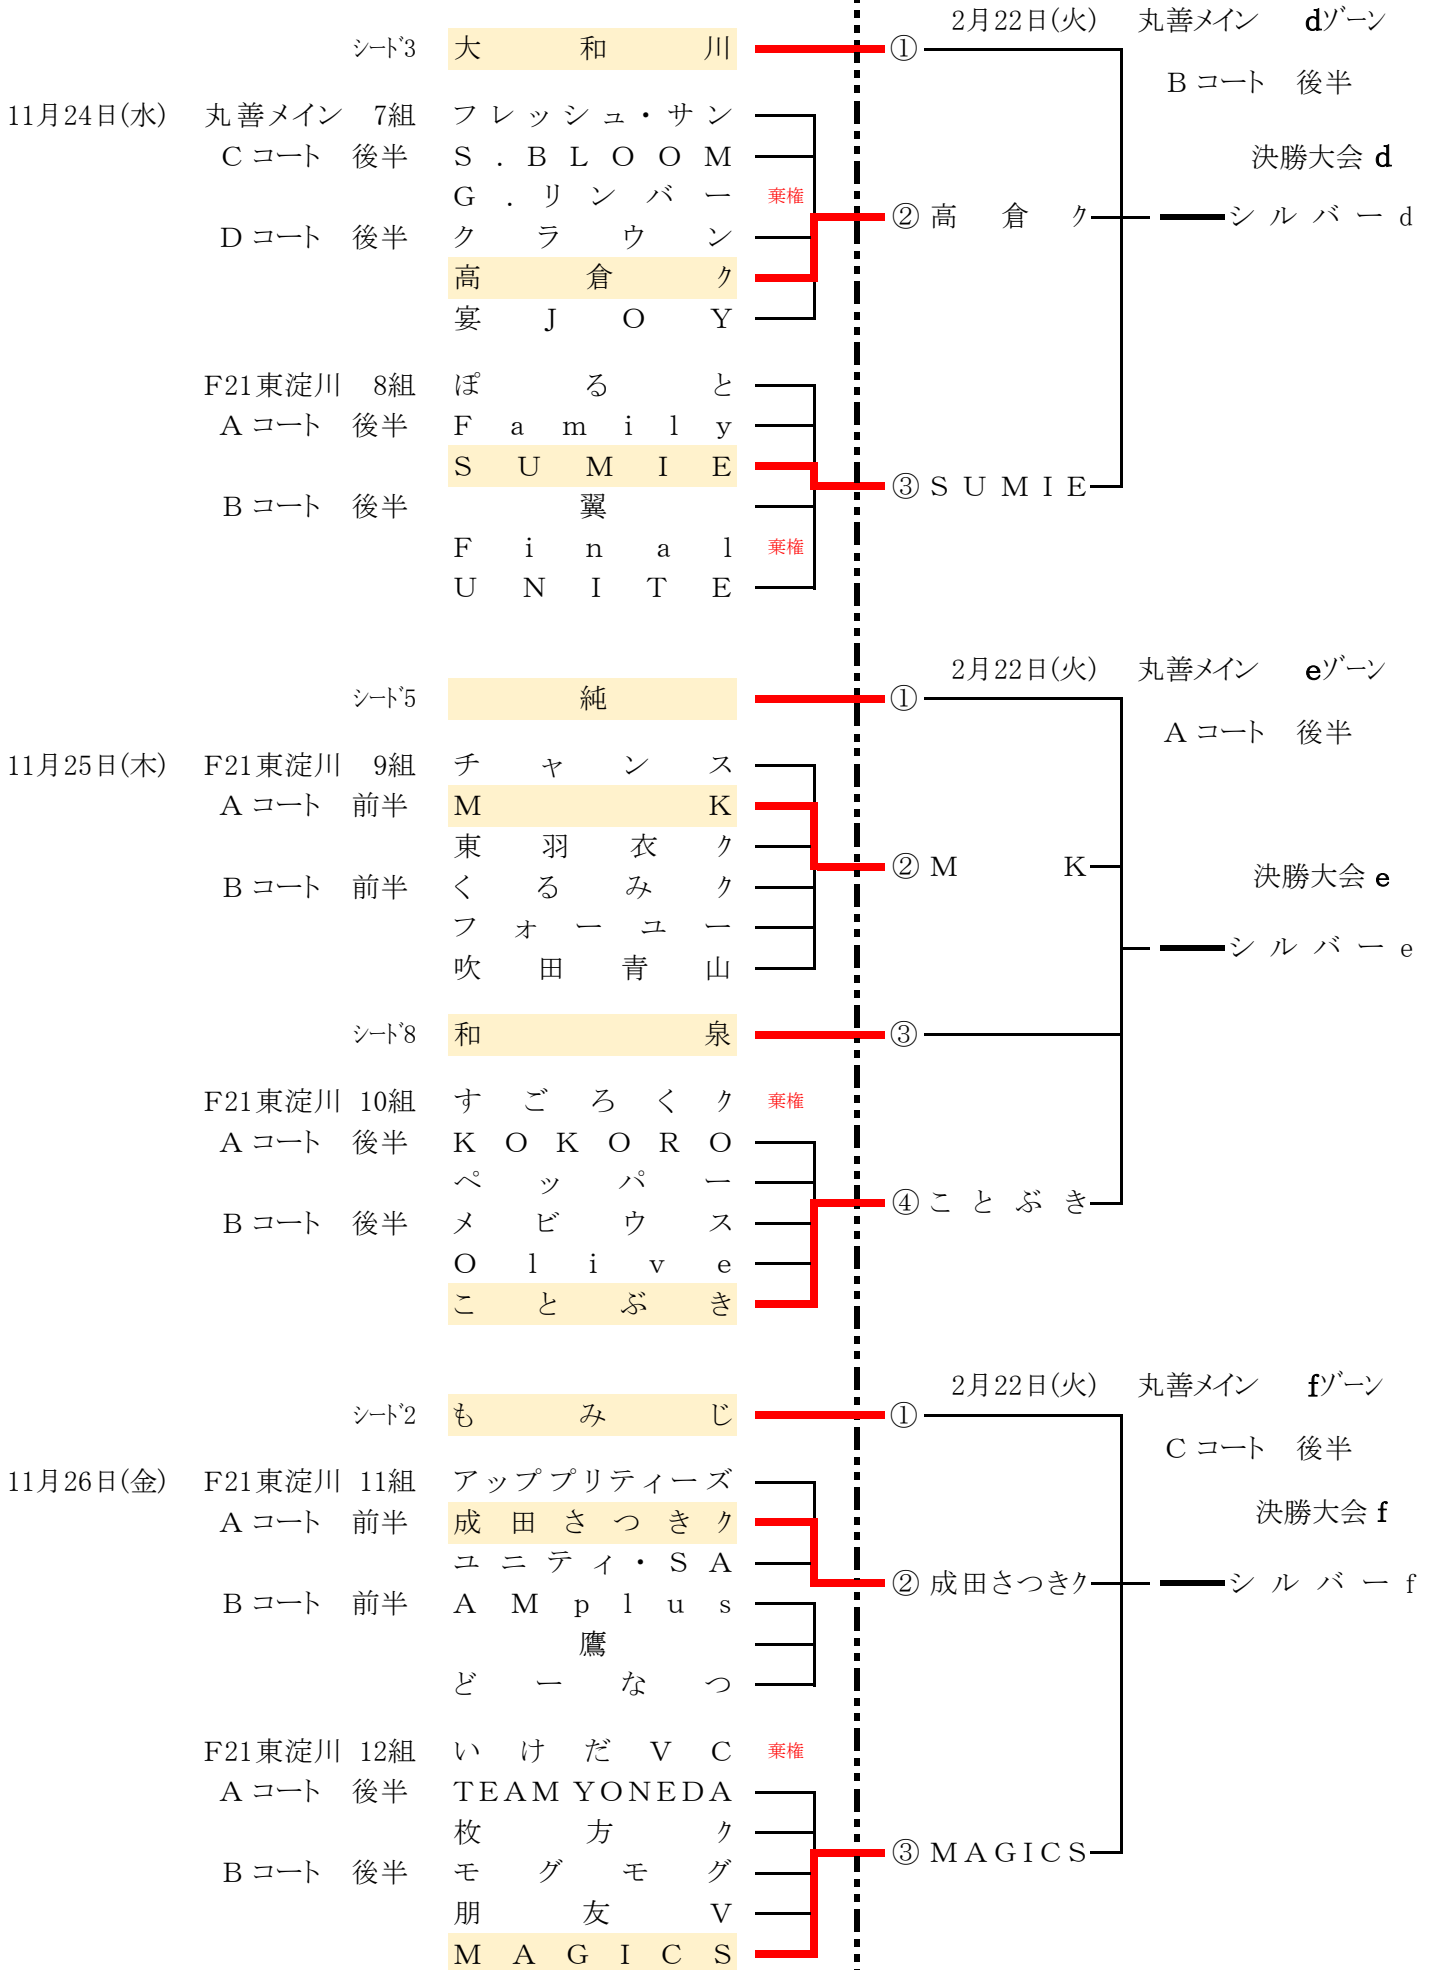 2月22日(火) 丸善メイン dゾーン
シード3 大和川 ①
Bコート 後半
11月24日(水) 丸善メイン 7組 フレッシュ・サン
Cコート 後半 S.BLOOM 決勝大会 d
G.リンバー 棄権
② 高倉ク シルバーd
Dコート 後半 クラウン
高倉ク
宴JOY
F21東淀川 8組 ぽると
Aコート 後半 Family
SUMIE
③ SUMIE
Bコート 後半 翼
Final 棄権
UNITE
2月22日(火) 丸善メイン eゾーン
シード5 純 ①
Aコート 後半
11月25日(木) F21東淀川 9組 チャンス
Aコート 前半 MK
東羽衣ク
② MK 決勝大会 e
Bコート 前半 くるみク
フォーユー
シルバーe
吹田青山
シード8 和泉 ③
F21東淀川 10組 すごろくク 棄権
Aコート 後半 KOKORO
ペッパー
④ ことぶき
Bコート 後半 メビウス
Olive
ことぶき
2月22日(火) 丸善メイン fゾーン
シード2 もみじ ①
Cコート 後半
11月26日(金) F21東淀川 11組 アッププリティーズ
決勝大会 f
Aコート 前半 成田さつきク
ユニティ・SA
② 成田さつきク シルバーf
Bコート 前半 AMplus
鷹
どーなつ
F21東淀川 12組 いけだVC 棄権
Aコート 後半 TEAM YONEDA
枚方ク
③ MAGICS
Bコート 後半 モグモグ
朋友V
MAGICS